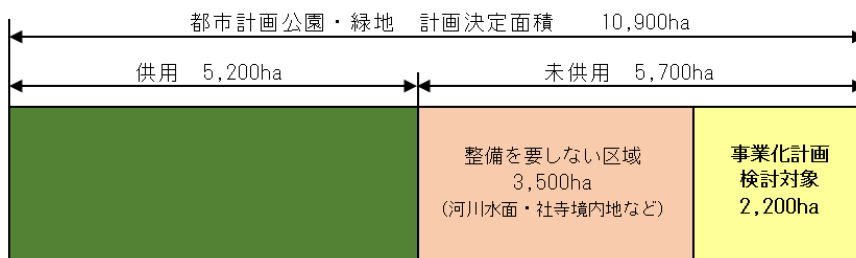 都市計画公園・緑地　計画決定面積　　10,900ha
供用　5,200ha
未供用　5,700ha
整備を要しない区域
3,500ha
（河川水面・社寺境内地など）
事業化計画
検討対象
2,200ha